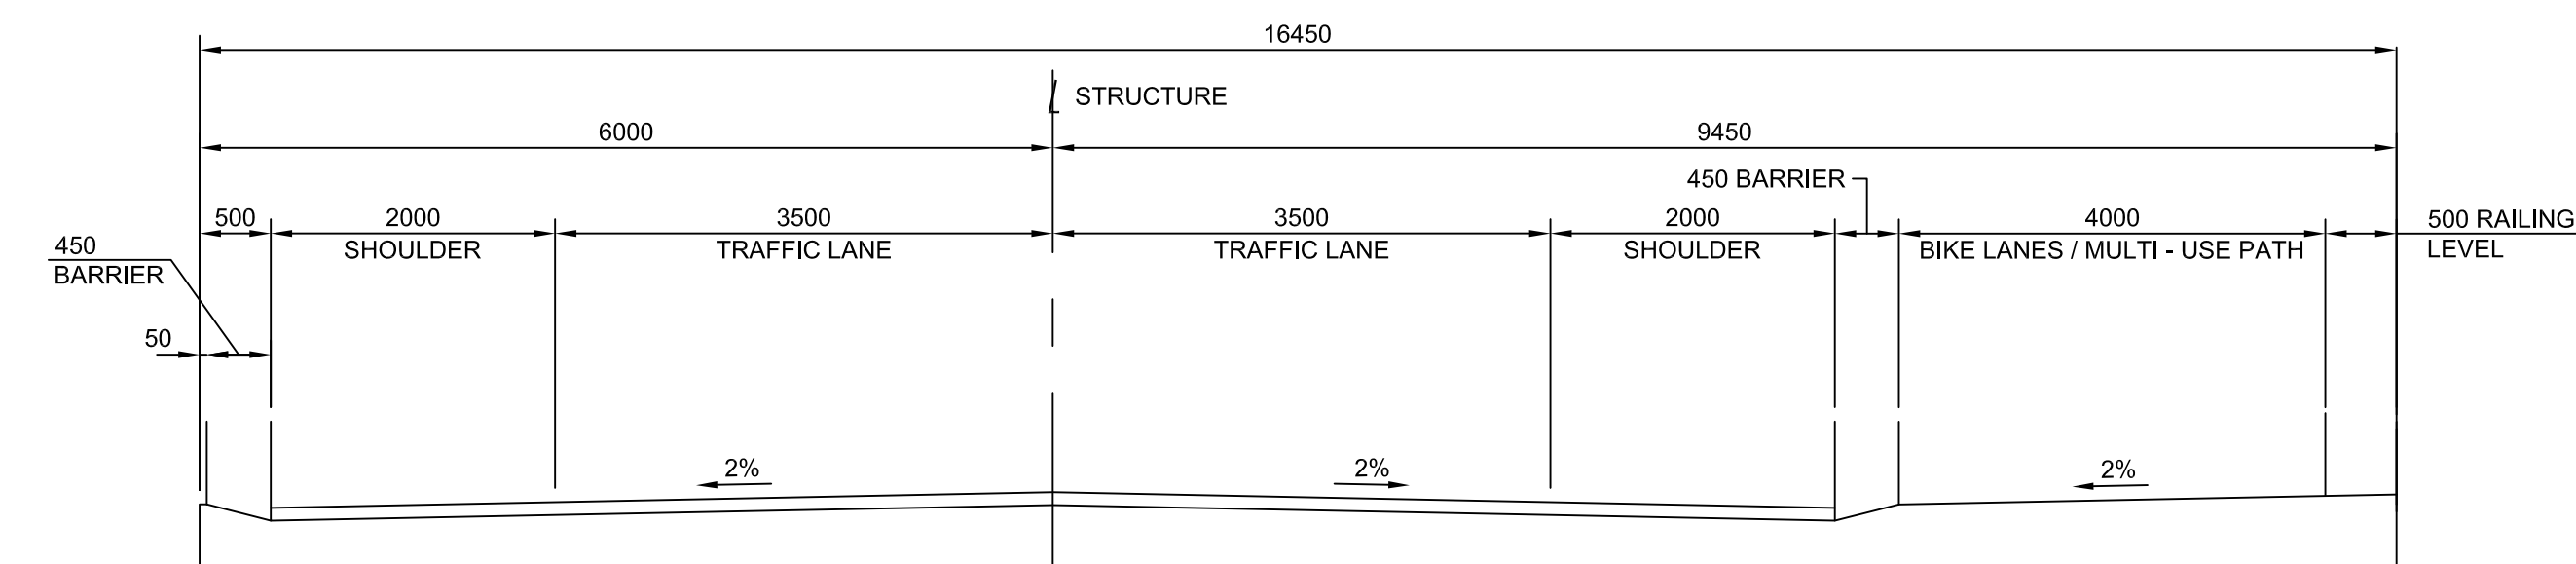 16450
STRUCTURE
6000
9450
450 BARRIER
500
2000
3500
3500
2000
4000
500 RAILING
SHOULDER
TRAFFIC LANE
TRAFFIC LANE
SHOULDER
BIKE LANES / MULTI - USE PATH
LEVEL
450
BARRIER
50
2%
2%
2%